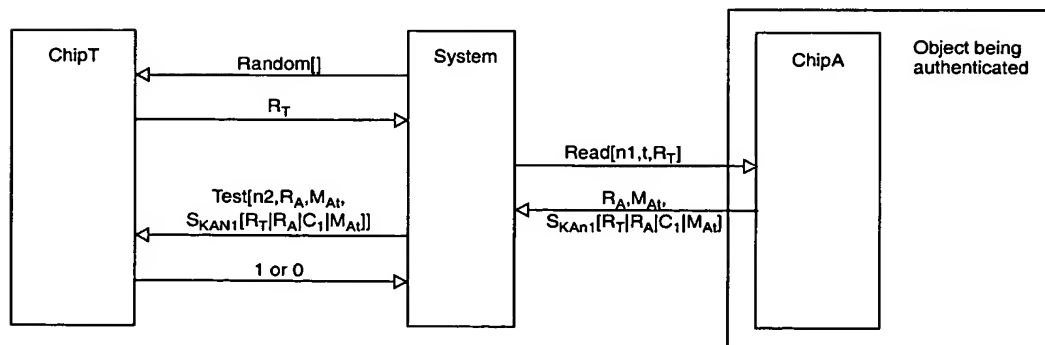 ChipT
System
ChipA
Object being
authenticated
Random[]
R_T
Read[n1,t,R_T]
Test[n2,R_A,M_At,
S_KAN1[R_T|R_A|C_1|M_At]]
R_A,M_At,
S_KAn1[R_T|R_A|C_1|M_At]
1 or 0